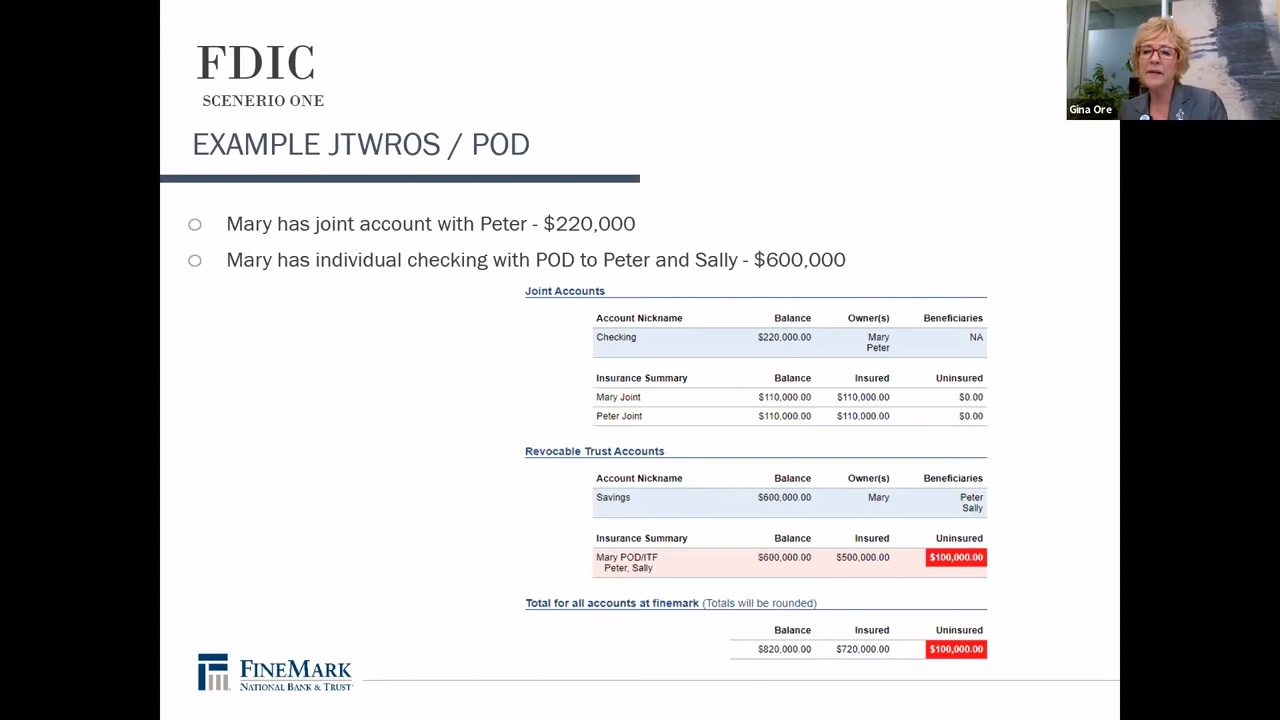 FDIC
SCENERIO ONE
EXAMPLE JTWROS / POD
Gina Ore
Mary has joint account with Peter - $220,000
Mary has individual checking with POD to Peter and Sally - $600,000
Joint Accounts
Account Nickname Balance Owner(s) Beneficiaries
Checking $220,000.00 Mary NA
Peter
Insurance Summary Balance Insured Uninsured
Mary Joint $110,000.00 $110,000.00 $0.00
Peter Joint $110,000.00 $110,000.00 $0.00
Revocable Trust Accounts
Account Nickname Balance Owner(s) Beneficiaries
Savings $600,000.00 Mary Peter
Sally
Insurance Summary Balance Insured Uninsured
Mary POD/ITF $600,000.00 $500,000.00 $100,000.00
Peter, Sally
Total for all accounts at finemark (Totals will be rounded)
Balance Insured Uninsured
$820,000.00 $720,000.00 $100,000.00
FINEMARK
NATIONAL BANK & TRUST